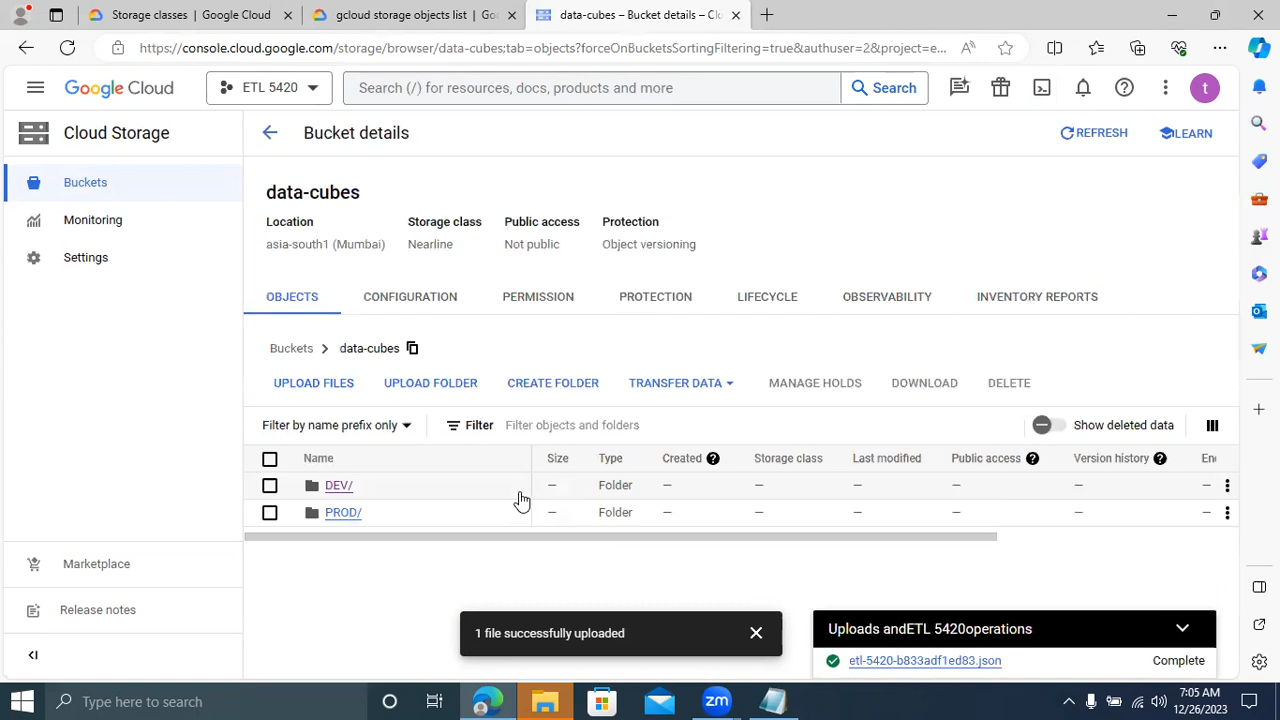 Storage classes | Google Cloud
gcloud storage objects list | Goo
data-cubes – Bucket details – Clo
https://console.cloud.google.com/storage/browser/data-cubes;tab=objects?forceOnBucketsSortingFiltering=true&authuser=2&project=e...
Google Cloud
ETL 5420
Search (/) for resources, docs, products and more
Search
t
Cloud Storage
Bucket details
REFRESH
LEARN
Buckets
Monitoring
Settings
data-cubes
Location Storage class Public access Protection
asia-south1 (Mumbai) Nearline Not public Object versioning
OBJECTS CONFIGURATION PERMISSION PROTECTION LIFECYCLE OBSERVABILITY INVENTORY REPORTS
Buckets data-cubes
UPLOAD FILES UPLOAD FOLDER CREATE FOLDER TRANSFER DATA MANAGE HOLDS DOWNLOAD DELETE
Filter by name prefix only Filter Filter objects and folders Show deleted data
Name Size Type Created Storage class Last modified Public access Version history En
DEV/ — Folder — — — — — —
PROD/ — Folder — — — — — —
Marketplace
Release notes
1 file successfully uploaded
Uploads andETL 5420operations
etl-5420-b833adf1ed83.json Complete
Type here to search
zm
7:05 AM
12/26/2023